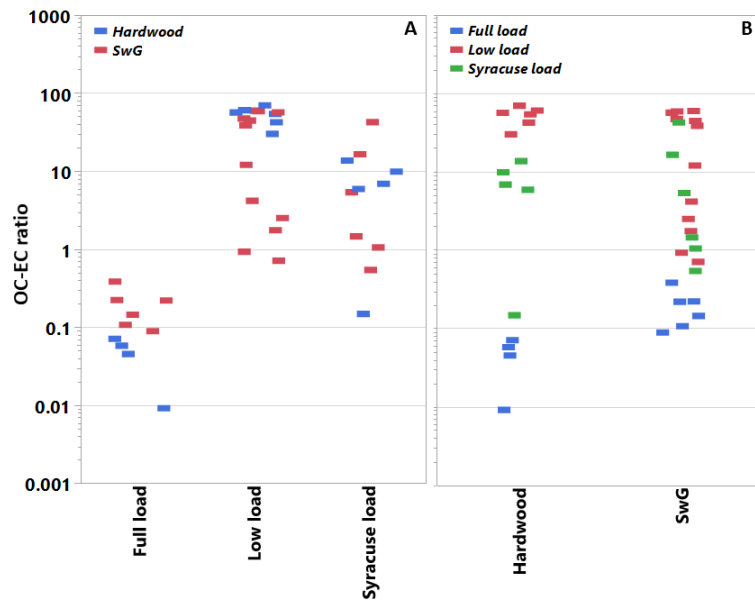 1000
100
10
1
0.1
0.01
0.001
OC-EC ratio
Hardwood
SwG
A
Full load
Low load
Syracuse load
Full load
Low load
Syracuse load
B
Hardwood
SwG